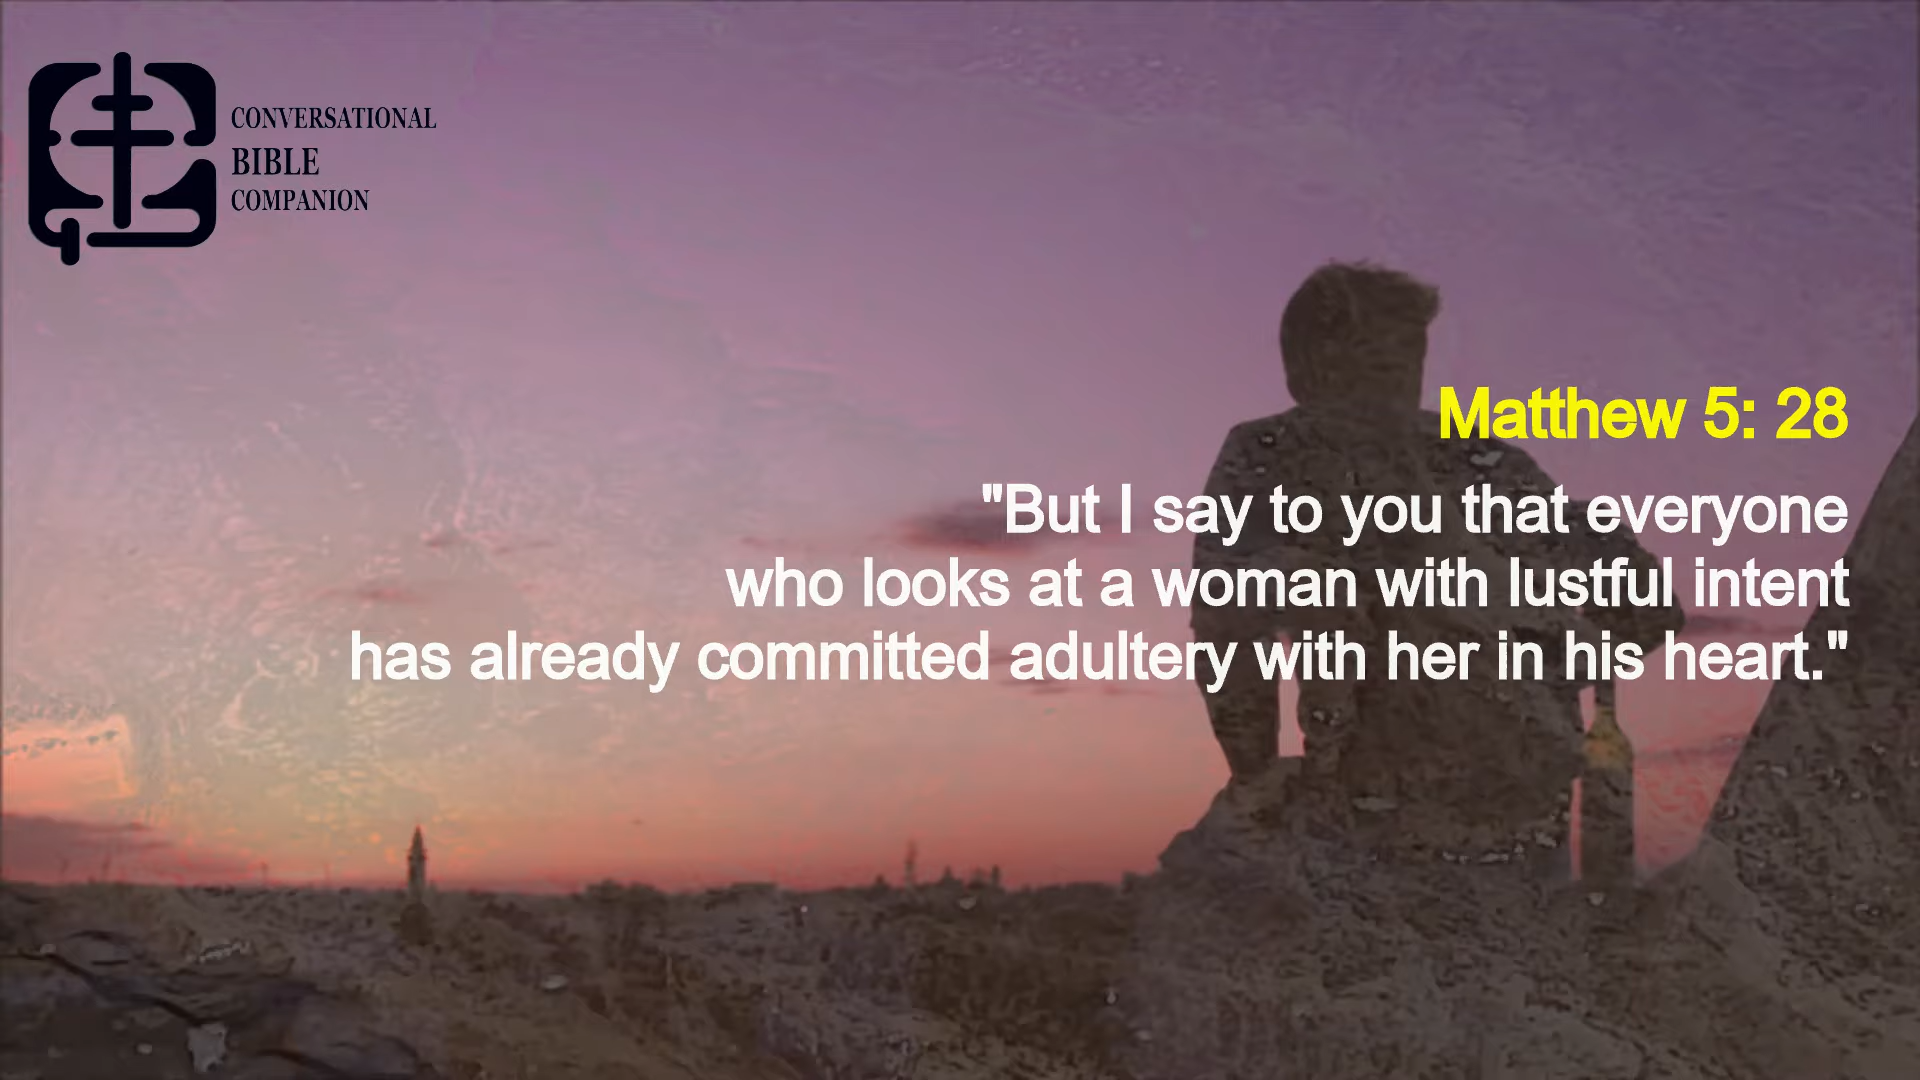 CONVERSATIONAL
BIBLE
COMPANION
Matthew 5: 28
"But I say to you that everyone
who looks at a woman with lustful intent
has already committed adultery with her in his heart."